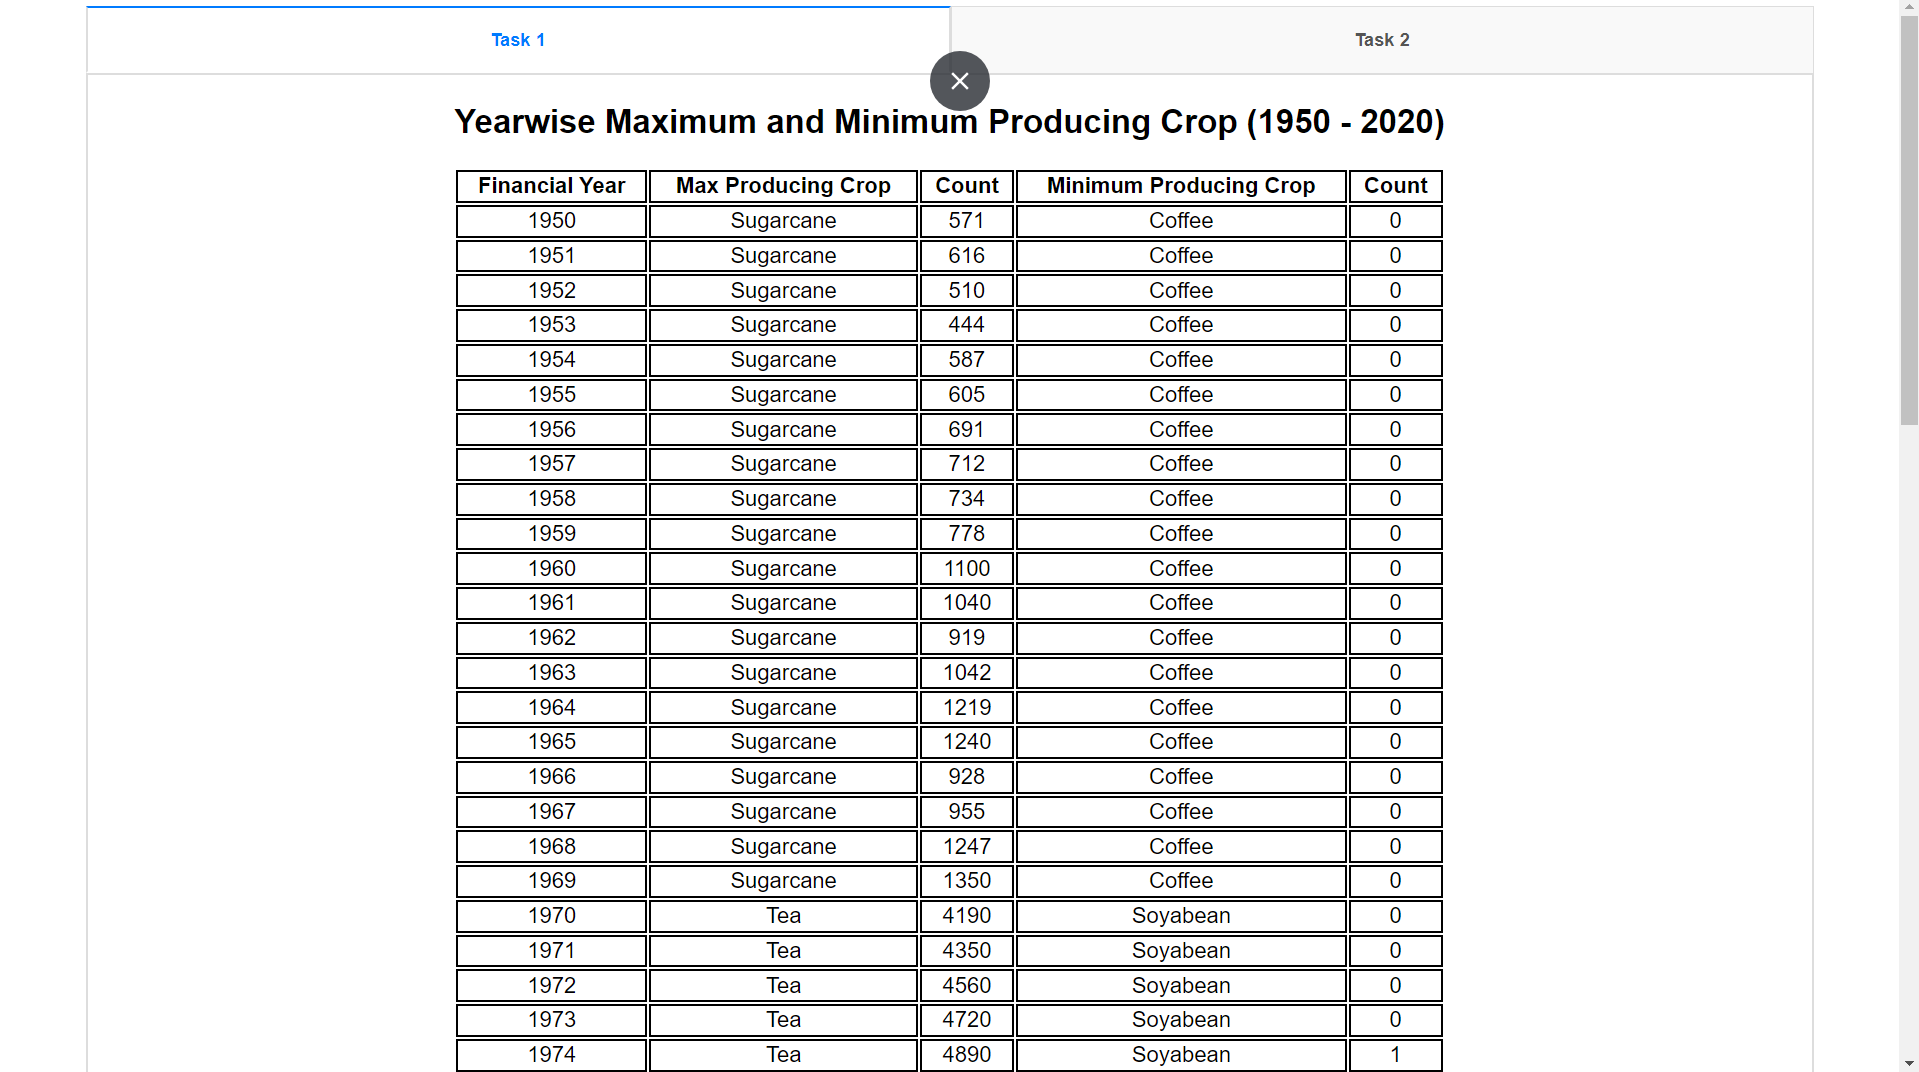 Task 1
Task 2
Yearwise Maximum and Minimum Producing Crop (1950 - 2020)
Financial Year Max Producing Crop Count Minimum Producing Crop Count
1950 Sugarcane 571 Coffee 0
1951 Sugarcane 616 Coffee 0
1952 Sugarcane 510 Coffee 0
1953 Sugarcane 444 Coffee 0
1954 Sugarcane 587 Coffee 0
1955 Sugarcane 605 Coffee 0
1956 Sugarcane 691 Coffee 0
1957 Sugarcane 712 Coffee 0
1958 Sugarcane 734 Coffee 0
1959 Sugarcane 778 Coffee 0
1960 Sugarcane 1100 Coffee 0
1961 Sugarcane 1040 Coffee 0
1962 Sugarcane 919 Coffee 0
1963 Sugarcane 1042 Coffee 0
1964 Sugarcane 1219 Coffee 0
1965 Sugarcane 1240 Coffee 0
1966 Sugarcane 928 Coffee 0
1967 Sugarcane 955 Coffee 0
1968 Sugarcane 1247 Coffee 0
1969 Sugarcane 1350 Coffee 0
1970 Tea 4190 Soyabean 0
1971 Tea 4350 Soyabean 0
1972 Tea 4560 Soyabean 0
1973 Tea 4720 Soyabean 0
1974 Tea 4890 Soyabean 1